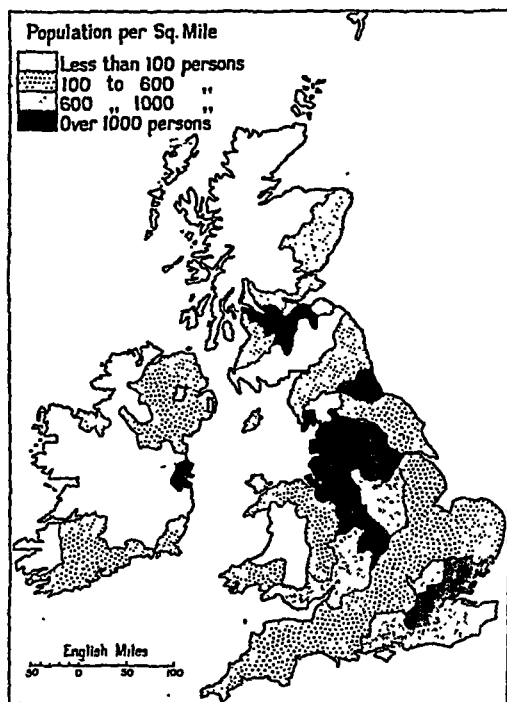 Population per Sq. Mile
Less than 100 persons
100 to 600 „
600 „ 1000 „
Over 1000 persons
English Miles
50 0 100